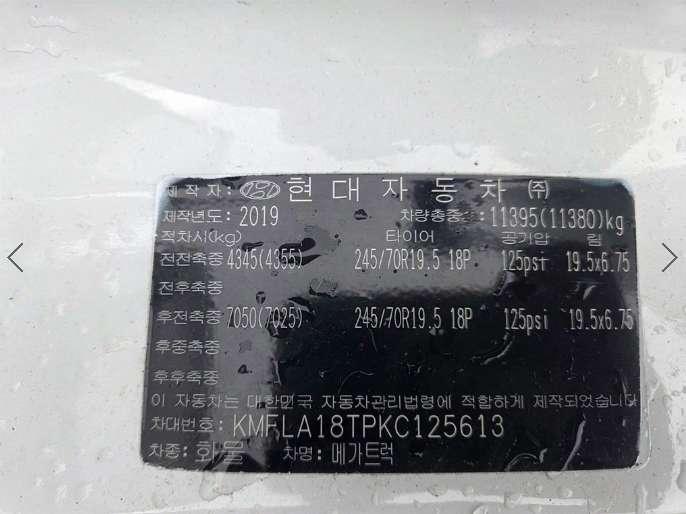 제작자: 현대자동차 ㈜
제작년도: 2019 차량총중: 11395(11380)kg
적차시(kg) 타이어 공기압 림
전전축중 4345(4355) 245/70R19.5 18P 125psi 19.5x6.75
전후축중
후전축중 7050(7025) 245/70R19.5 18P 125psi 19.5x6.75
후중축중
후후축중
이 자동차는 대한민국 자동차관리법령에 적합하게 제작되었습니다
차대번호: KMFLA18TPKC125613
차종: 화물 차명: 메가트럭